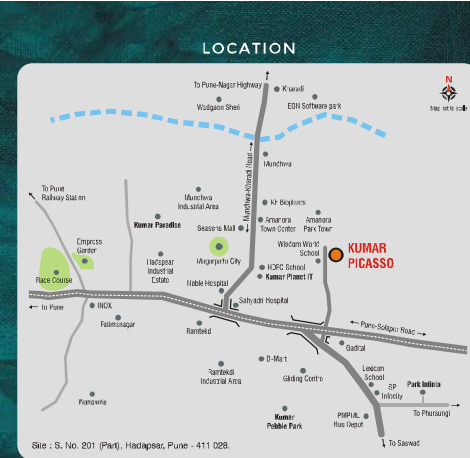 LOCATION
N
Map not to scale
To Pune-Nagar Highway
Kharadi
Wadgaon Sheri
EON Software park
Mundhwa
Mundhwa-Kharadi Road
To Pune
Railway Station
Mundhwa
Industrial Area
KF Bioplants
Kumar Paradise
Seasons Mall
Amanora
Town Center
Amanora
Park Town
Empress
Garden
Magarpatta City
Wisdom World
School
KUMAR
PICASSO
Race Course
Hadapsar
Industrial
Estate
HDFC School
Kumar Planet IT
Noble Hospital
Sahyadri Hospital
To Pune
INOX
Fatimanagar
Ramtekdi
Pune-Solapur Road
Gadital
Ramtekdi
Industrial Area
D-Mart
Gliding Centre
Lexicon
School
SP
Infocity
Park Infinia
To Phursungi
Wanowrie
Kumar
Pebble Park
PMPML
Bus Depot
To Saswad
Site : S. No. 201 (Part), Hadapsar, Pune - 411 028.